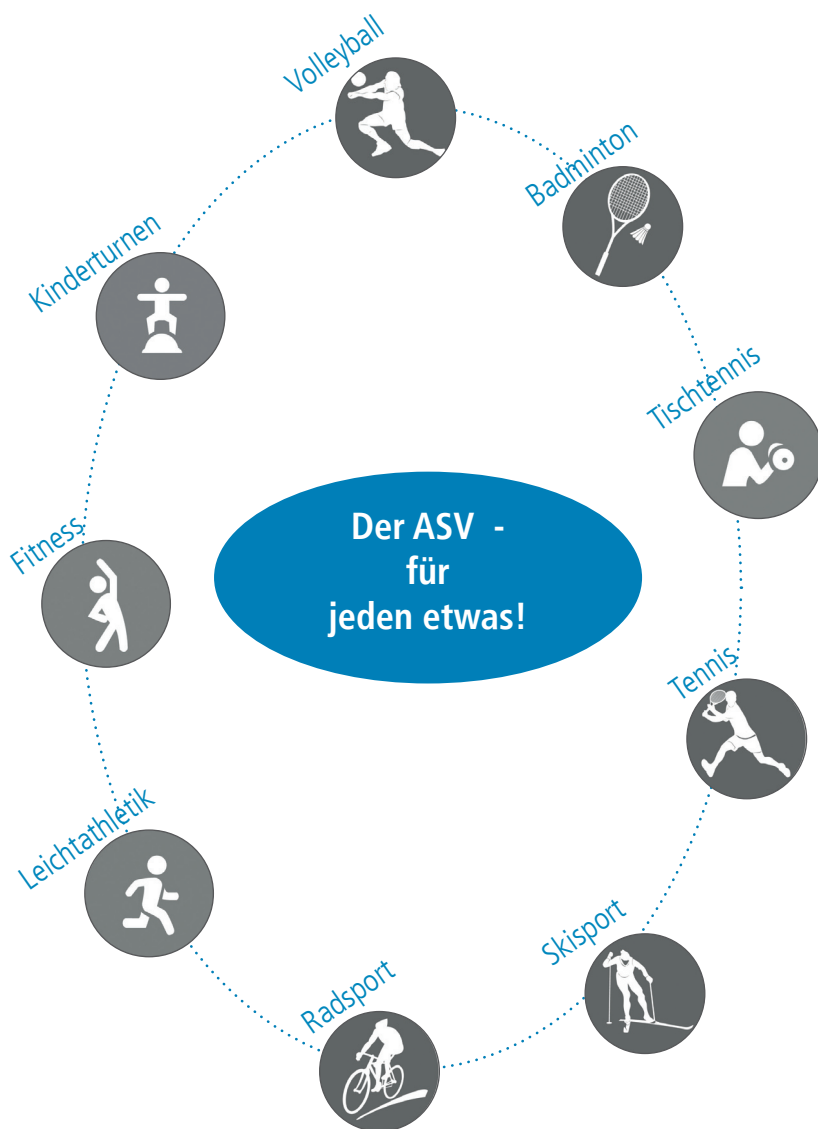 Volleyball
Badminton
Kinderturnen
Tischtennis
Fitness
Der ASV -
für
jeden etwas!
Tennis
Leichtathletik
Skisport
Radsport